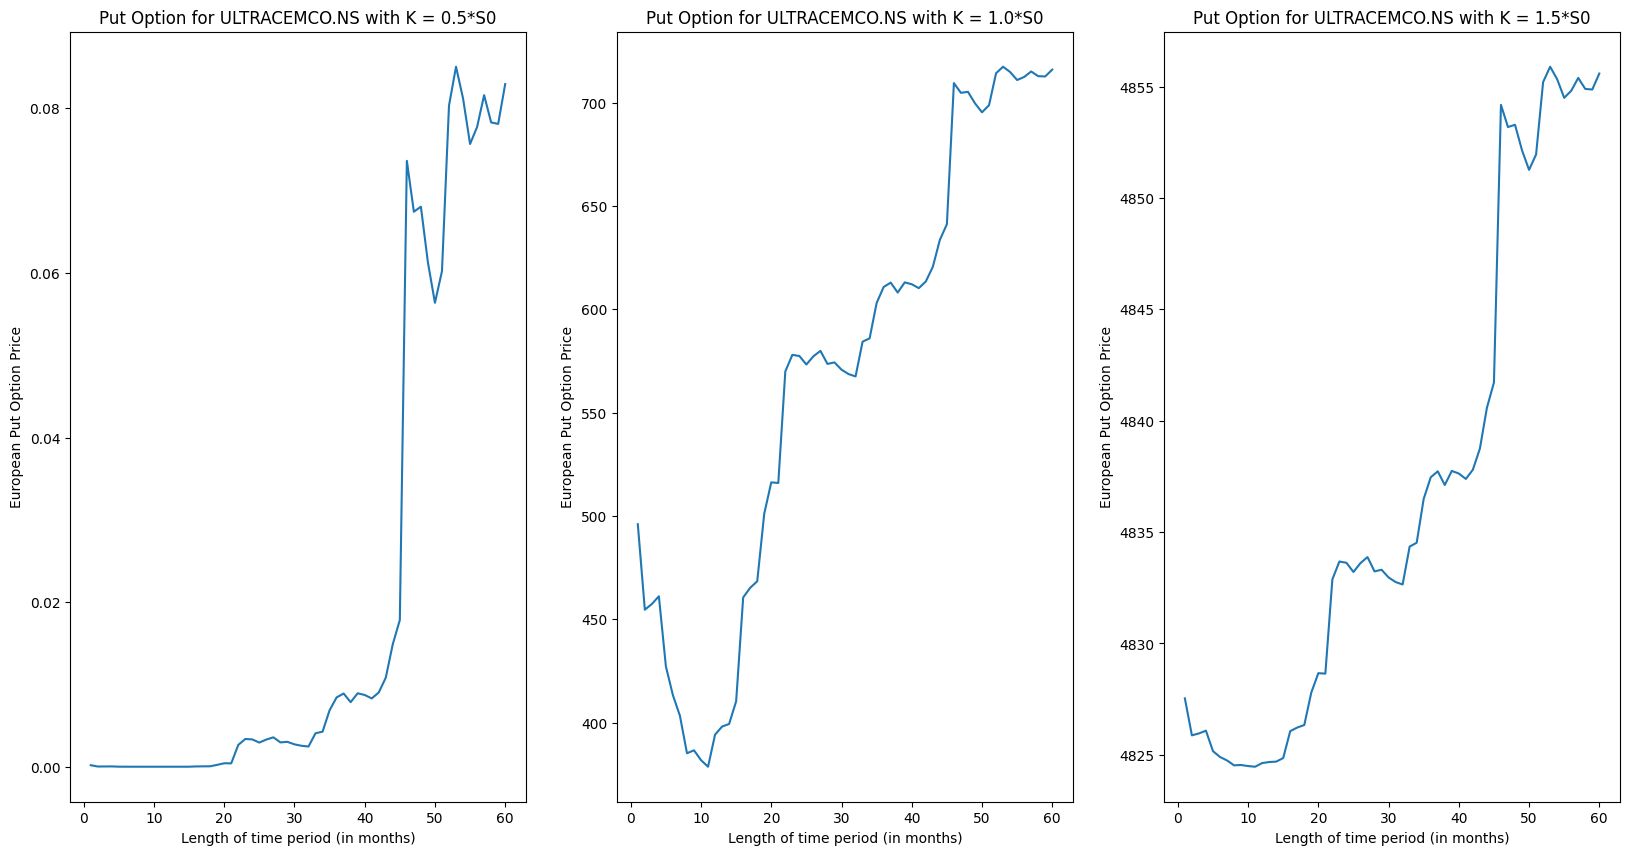 Put Option for ULTRACEMCO.NS with K = 0.5*S0
0.08
0.06
0.04
0.02
0.00
European Put Option Price
0 10 20 30 40 50 60
Length of time period (in months)
Put Option for ULTRACEMCO.NS with K = 1.0*S0
700
650
600
550
500
450
400
European Put Option Price
0 10 20 30 40 50 60
Length of time period (in months)
Put Option for ULTRACEMCO.NS with K = 1.5*S0
4855
4850
4845
4840
4835
4830
4825
European Put Option Price
0 10 20 30 40 50 60
Length of time period (in months)